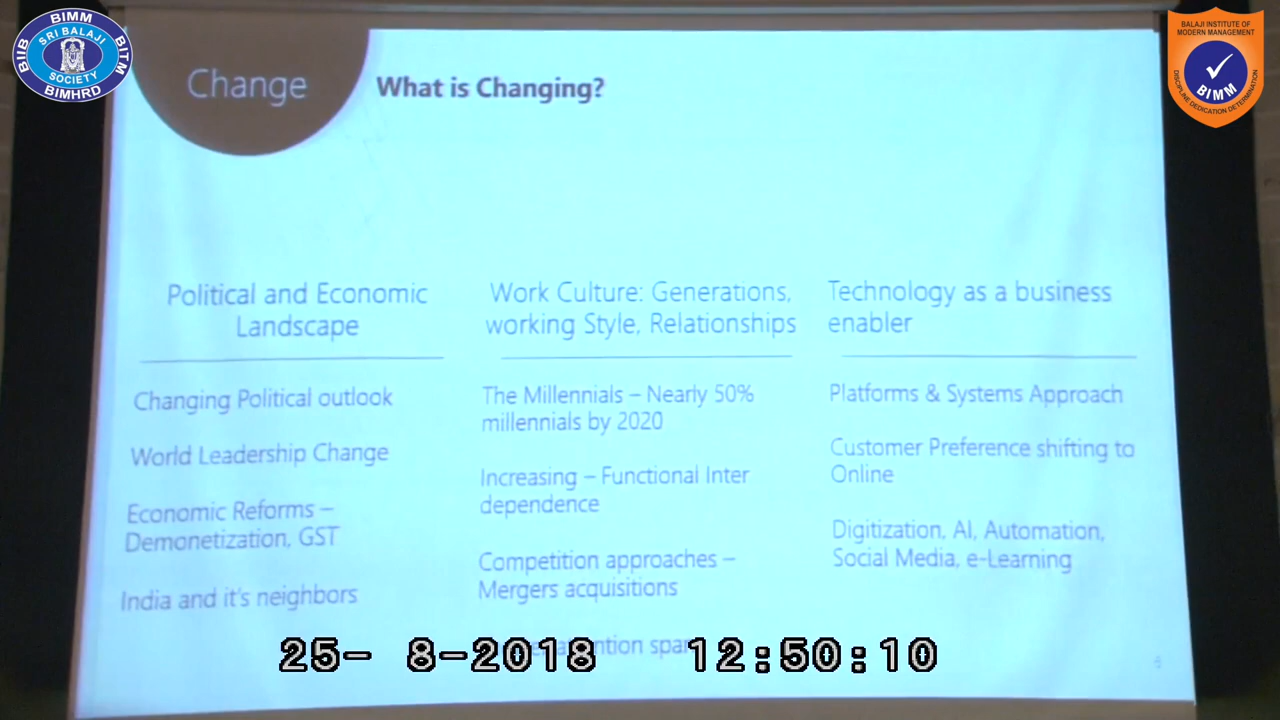 BIMM
BIIB
SRI BALAJI
SOCIETY
BITM
BIMHRD
BALAJI INSTITUTE OF
MODERN MANAGEMENT
BIMM
DISCIPLINE DEDICATION DETERMINATION
Change
What is Changing?
Political and Economic
Landscape
Changing Political outlook
World Leadership Change
Economic Reforms –
Demonetization, GST
India and it's neighbors
Work Culture: Generations,
working Style, Relationships
The Millennials – Nearly 50%
millennials by 2020
Increasing – Functional Inter
dependence
Competition approaches –
Mergers acquisitions
span
Technology as a business
enabler
Platforms & Systems Approach
Customer Preference shifting to
Online
Digitization, AI, Automation,
Social Media, e-Learning
25- 8-2018 12:50:10